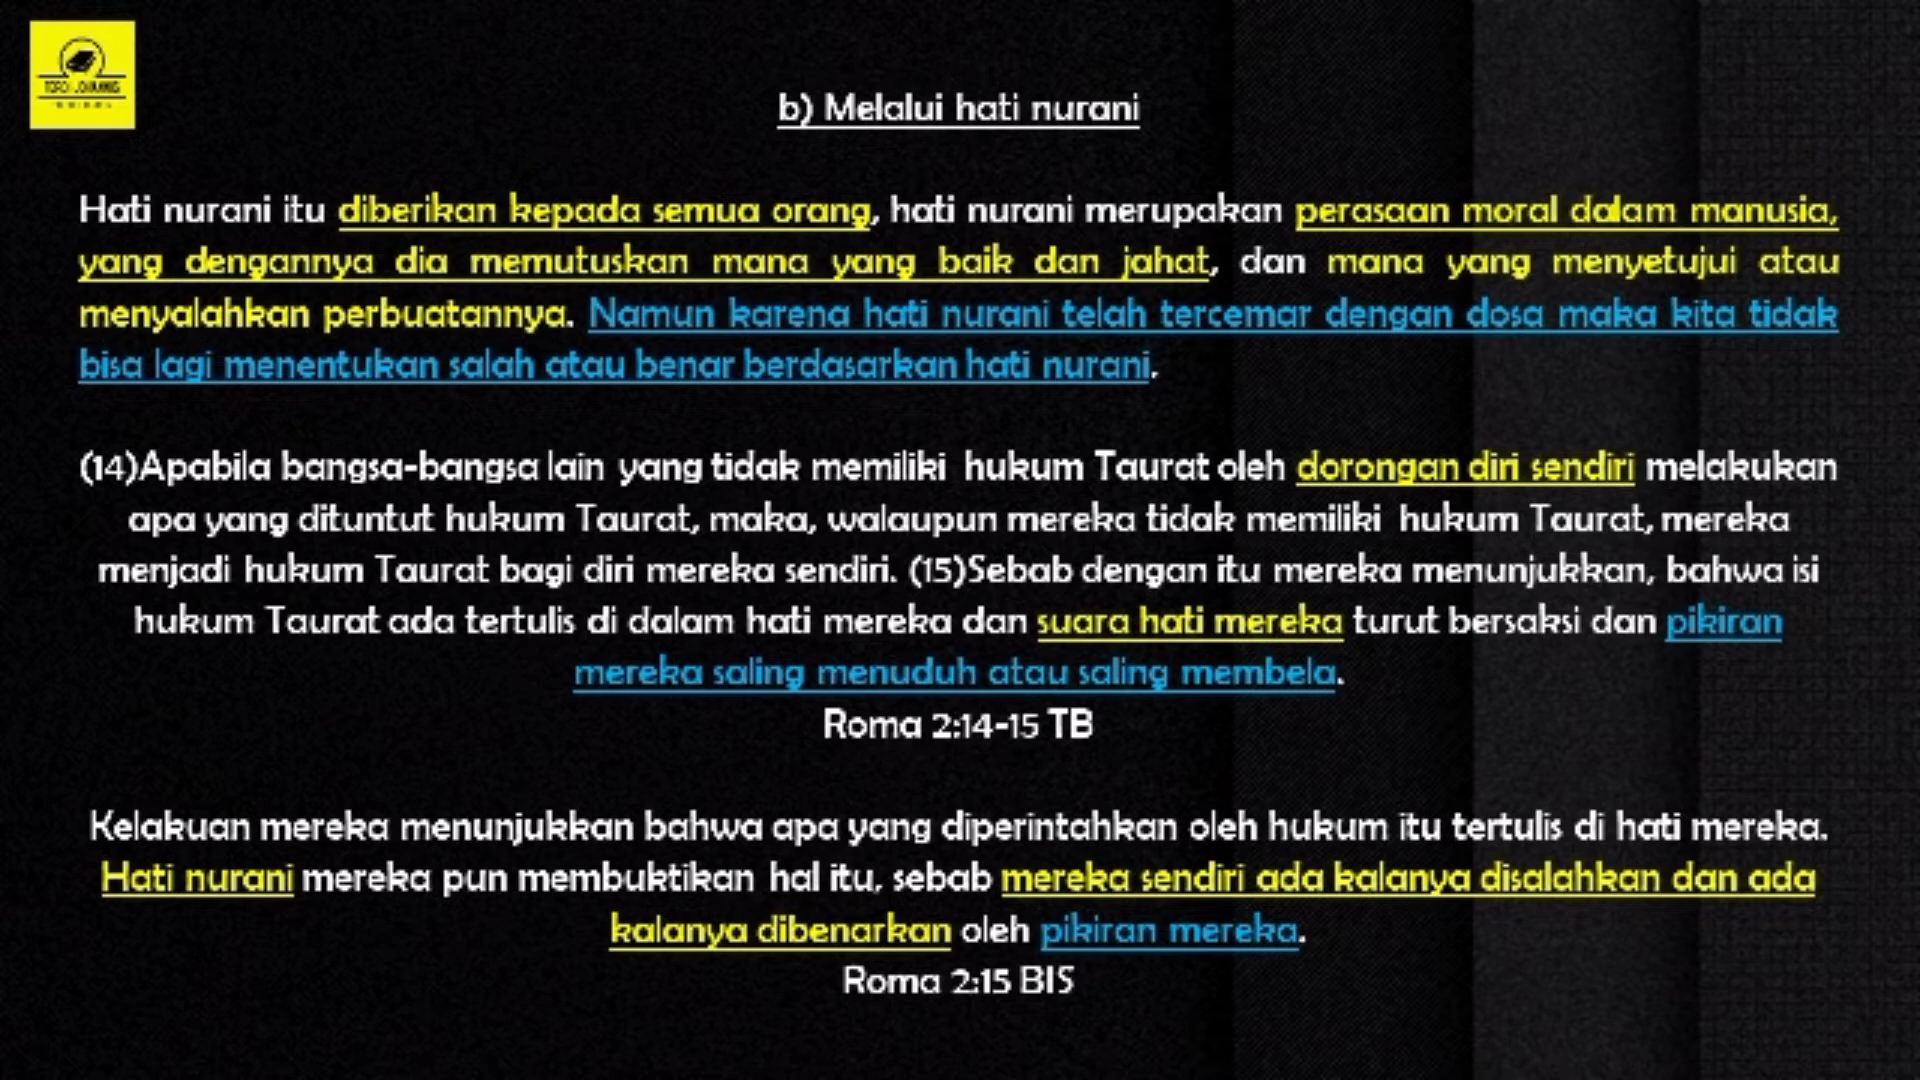 b) Melalui hati nurani
Hati nurani itu diberikan kepada semua orang, hati nurani merupakan perasaan moral dalam manusia,
yang dengannya dia memutuskan mana yang baik dan jahat, dan mana yang menyetujui atau
menyalahkan perbuatannya. Namun karena hati nurani telah tercemar dengan dosa maka kita tidak
bisa lagi menentukan salah atau benar berdasarkan hati nurani.
(14)Apabila bangsa-bangsa lain yang tidak memiliki hukum Taurat oleh dorongan diri sendiri melakukan
apa yang dituntut hukum Taurat, maka, walaupun mereka tidak memiliki hukum Taurat, mereka
menjadi hukum Taurat bagi diri mereka sendiri. (15)Sebab dengan itu mereka menunjukkan, bahwa isi
hukum Taurat ada tertulis di dalam hati mereka dan suara hati mereka turut bersaksi dan pikiran
mereka saling menuduh atau saling membela.
Roma 2:14-15 TB
Kelakuan mereka menunjukkan bahwa apa yang diperintahkan oleh hukum itu tertulis di hati mereka.
Hati nurani mereka pun membuktikan hal itu, sebab mereka sendiri ada kalanya disalahkan dan ada
kalanya dibenarkan oleh pikiran mereka.
Roma 2:15 BIS